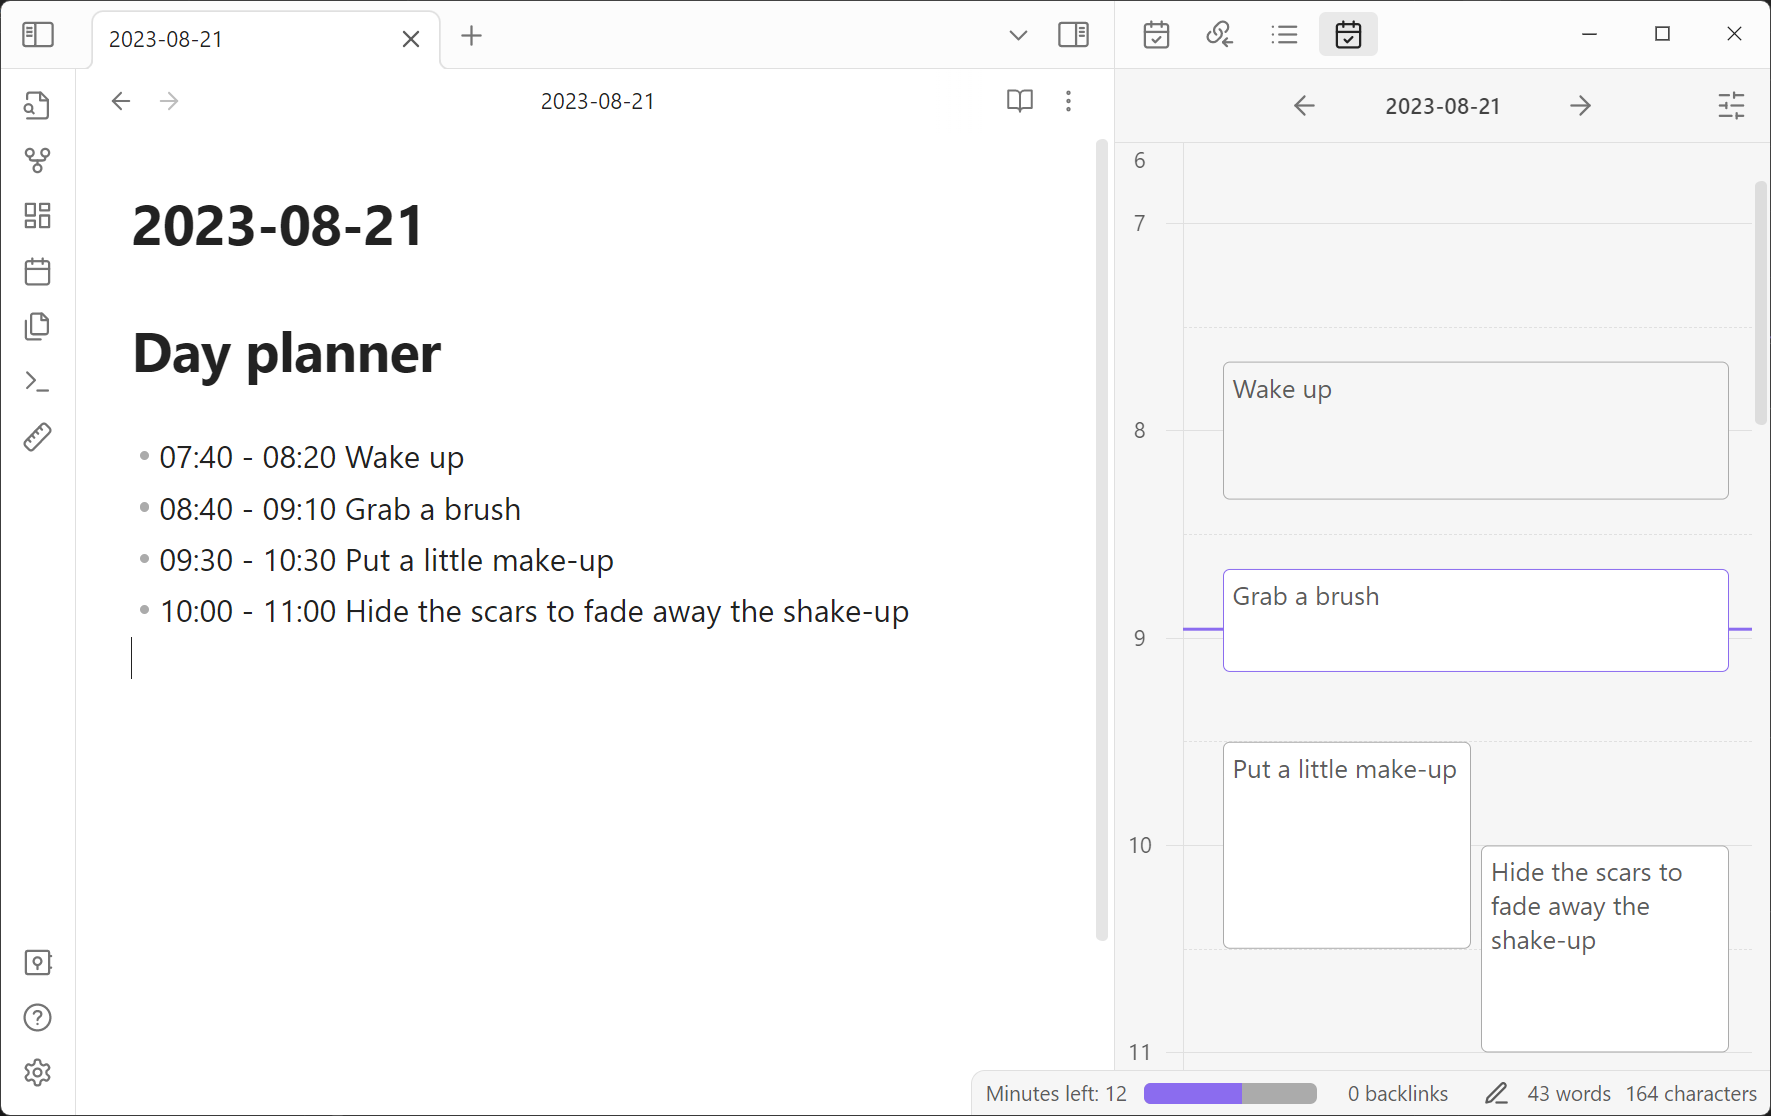 2023-08-21
2023-08-21
2023-08-21
Day planner
07:40 - 08:20 Wake up
08:40 - 09:10 Grab a brush
09:30 - 10:30 Put a little make-up
10:00 - 11:00 Hide the scars to fade away the shake-up
2023-08-21
6
7
Wake up
8
Grab a brush
9
Put a little make-up
10
Hide the scars to
fade away the
shake-up
11
Minutes left: 12
0 backlinks
43 words
164 characters